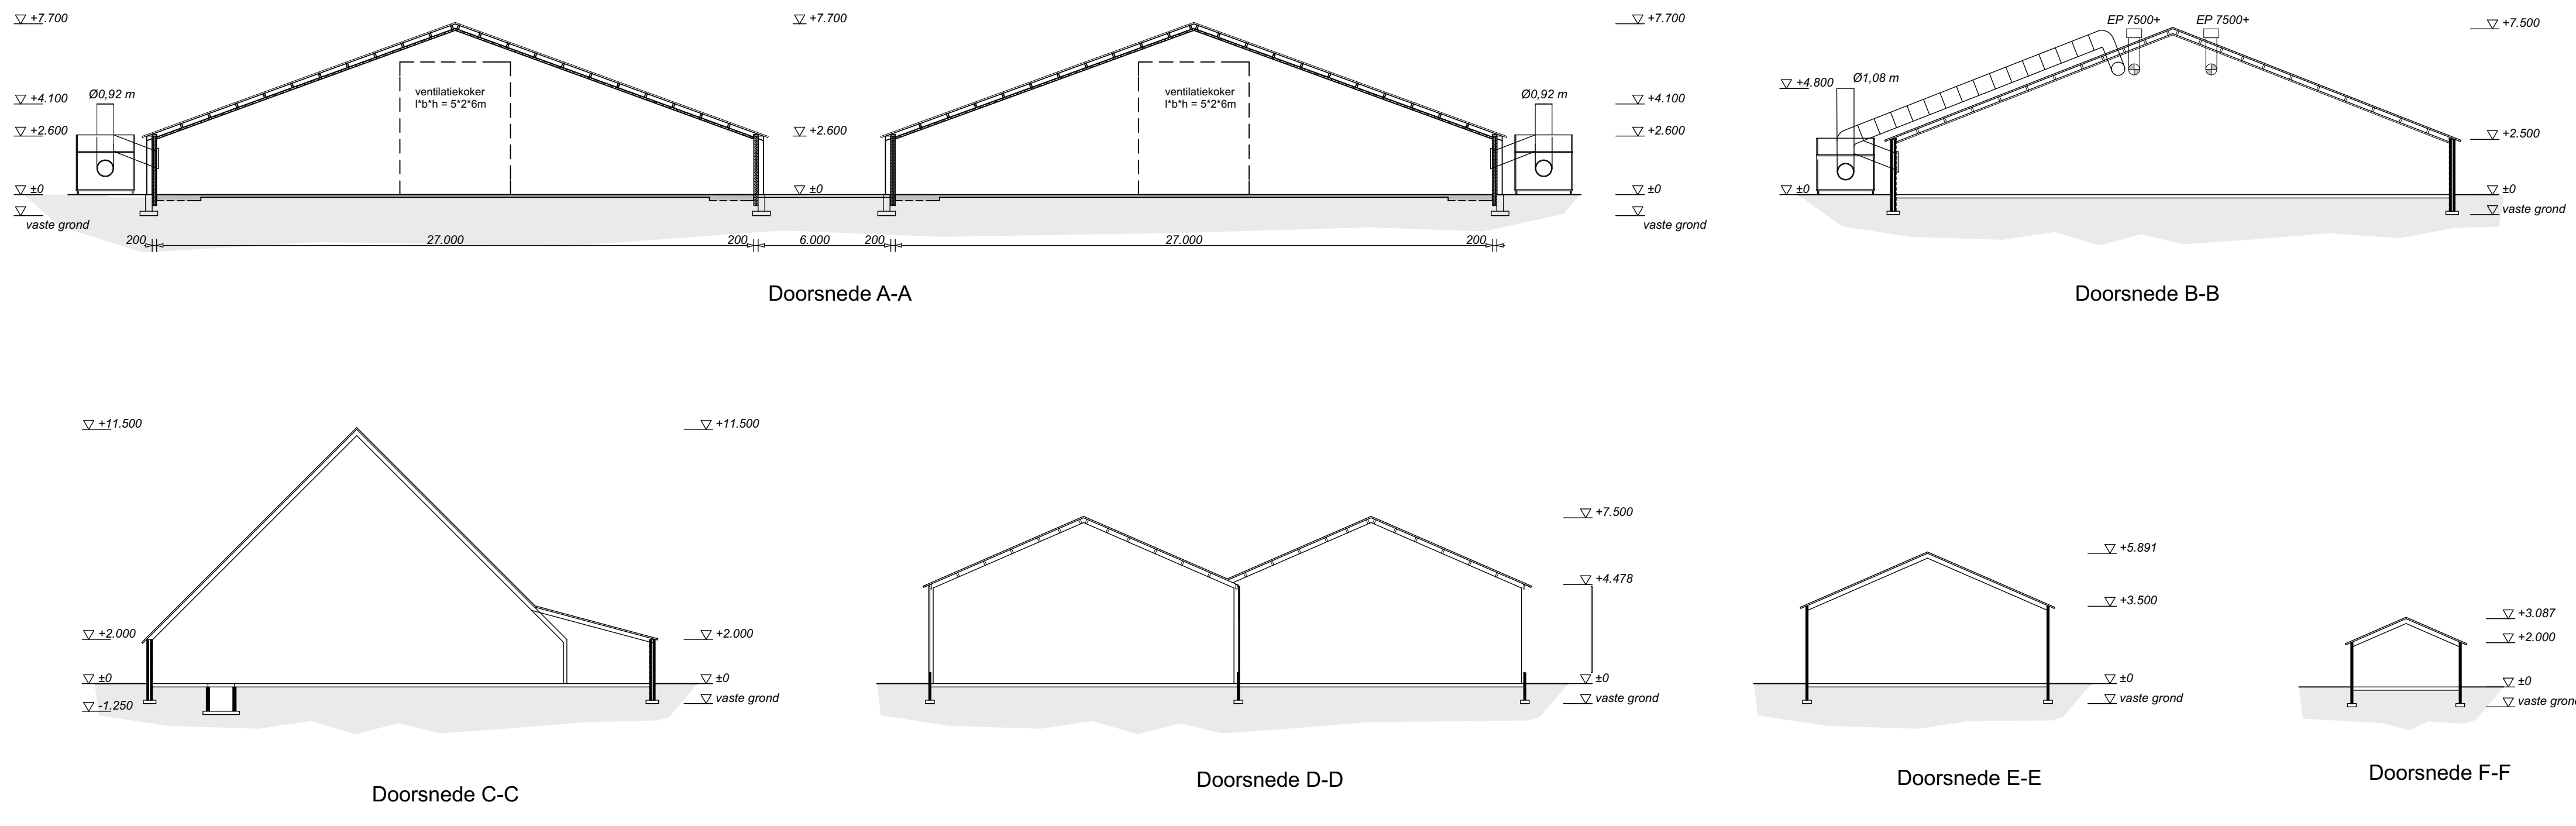 +7.700
+7.700
+7.700
EP 7500+
EP 7500+
+7.500
ventilatiekoker
l*b*h = 5*2*6m
ventilatiekoker
l*b*h = 5*2*6m
+4.100
Ø0,92 m
Ø0,92 m
+4.100
+4.800
Ø1,08 m
+2.600
+2.600
+2.600
+2.500
±0
±0
±0
±0
±0
vaste grond
vaste grond
vaste grond
200
27.000
200
6.000
200
27.000
200
Doorsnede A-A
Doorsnede B-B
+11.500
+11.500
+2.000
+2.000
±0
±0
-1.250
vaste grond
Doorsnede C-C
+7.500
+4.478
±0
vaste grond
Doorsnede D-D
+5.891
+3.500
±0
vaste grond
Doorsnede E-E
+3.087
+2.000
±0
vaste grond
Doorsnede F-F